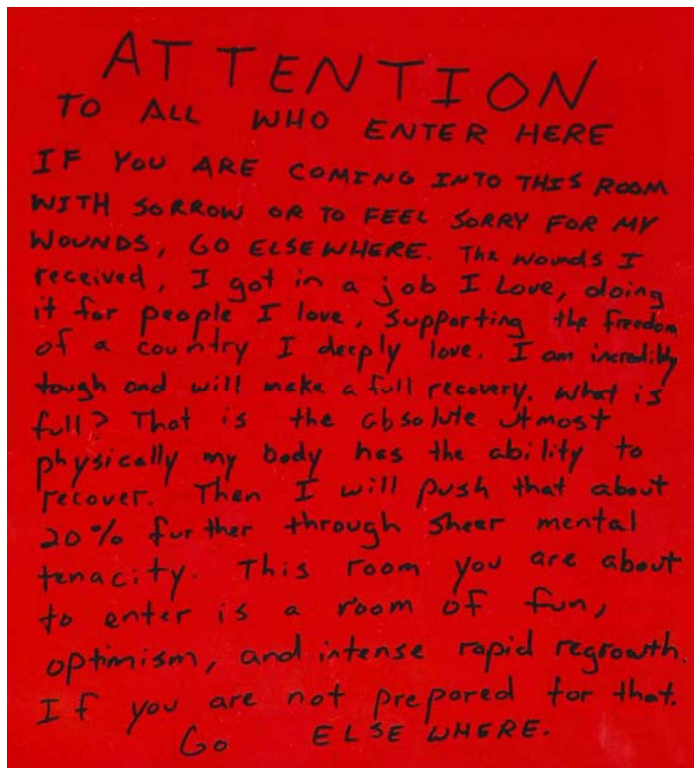 ATTENTION
TO ALL WHO ENTER HERE
IF YOU ARE COMING INTO THIS ROOM
WITH SORROW OR TO FEEL SORRY FOR MY
WOUNDS, GO ELSEWHERE. The wounds I
received, I got in a job I Love, doing
it for people I love, supporting the freedom
of a country I deeply love. I am incredibly
tough and will make a full recovery. What is
full? That is the absolute utmost
physically my body has the ability to
recover. Then I will push that about
20% further through sheer mental
tenacity. This room you are about
to enter is a room of fun,
optimism, and intense rapid regrowth.
If you are not prepared for that.
Go ELSEWHERE.